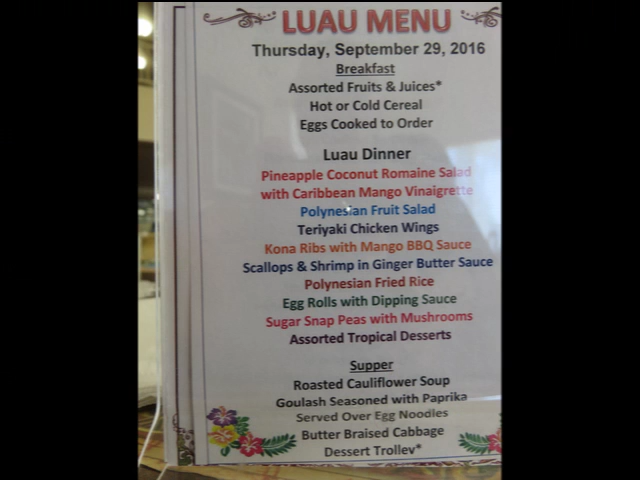 LUAU MENU
Thursday, September 29, 2016
Breakfast
Assorted Fruits & Juices*
Hot or Cold Cereal
Eggs Cooked to Order
Luau Dinner
Pineapple Coconut Romaine Salad
with Caribbean Mango Vinaigrette
Polynesian Fruit Salad
Teriyaki Chicken Wings
Kona Ribs with Mango BBQ Sauce
Scallops & Shrimp in Ginger Butter Sauce
Polynesian Fried Rice
Egg Rolls with Dipping Sauce
Sugar Snap Peas with Mushrooms
Assorted Tropical Desserts
Supper
Roasted Cauliflower Soup
Goulash Seasoned with Paprika
Served Over Egg Noodles
Butter Braised Cabbage
Dessert Trolley*